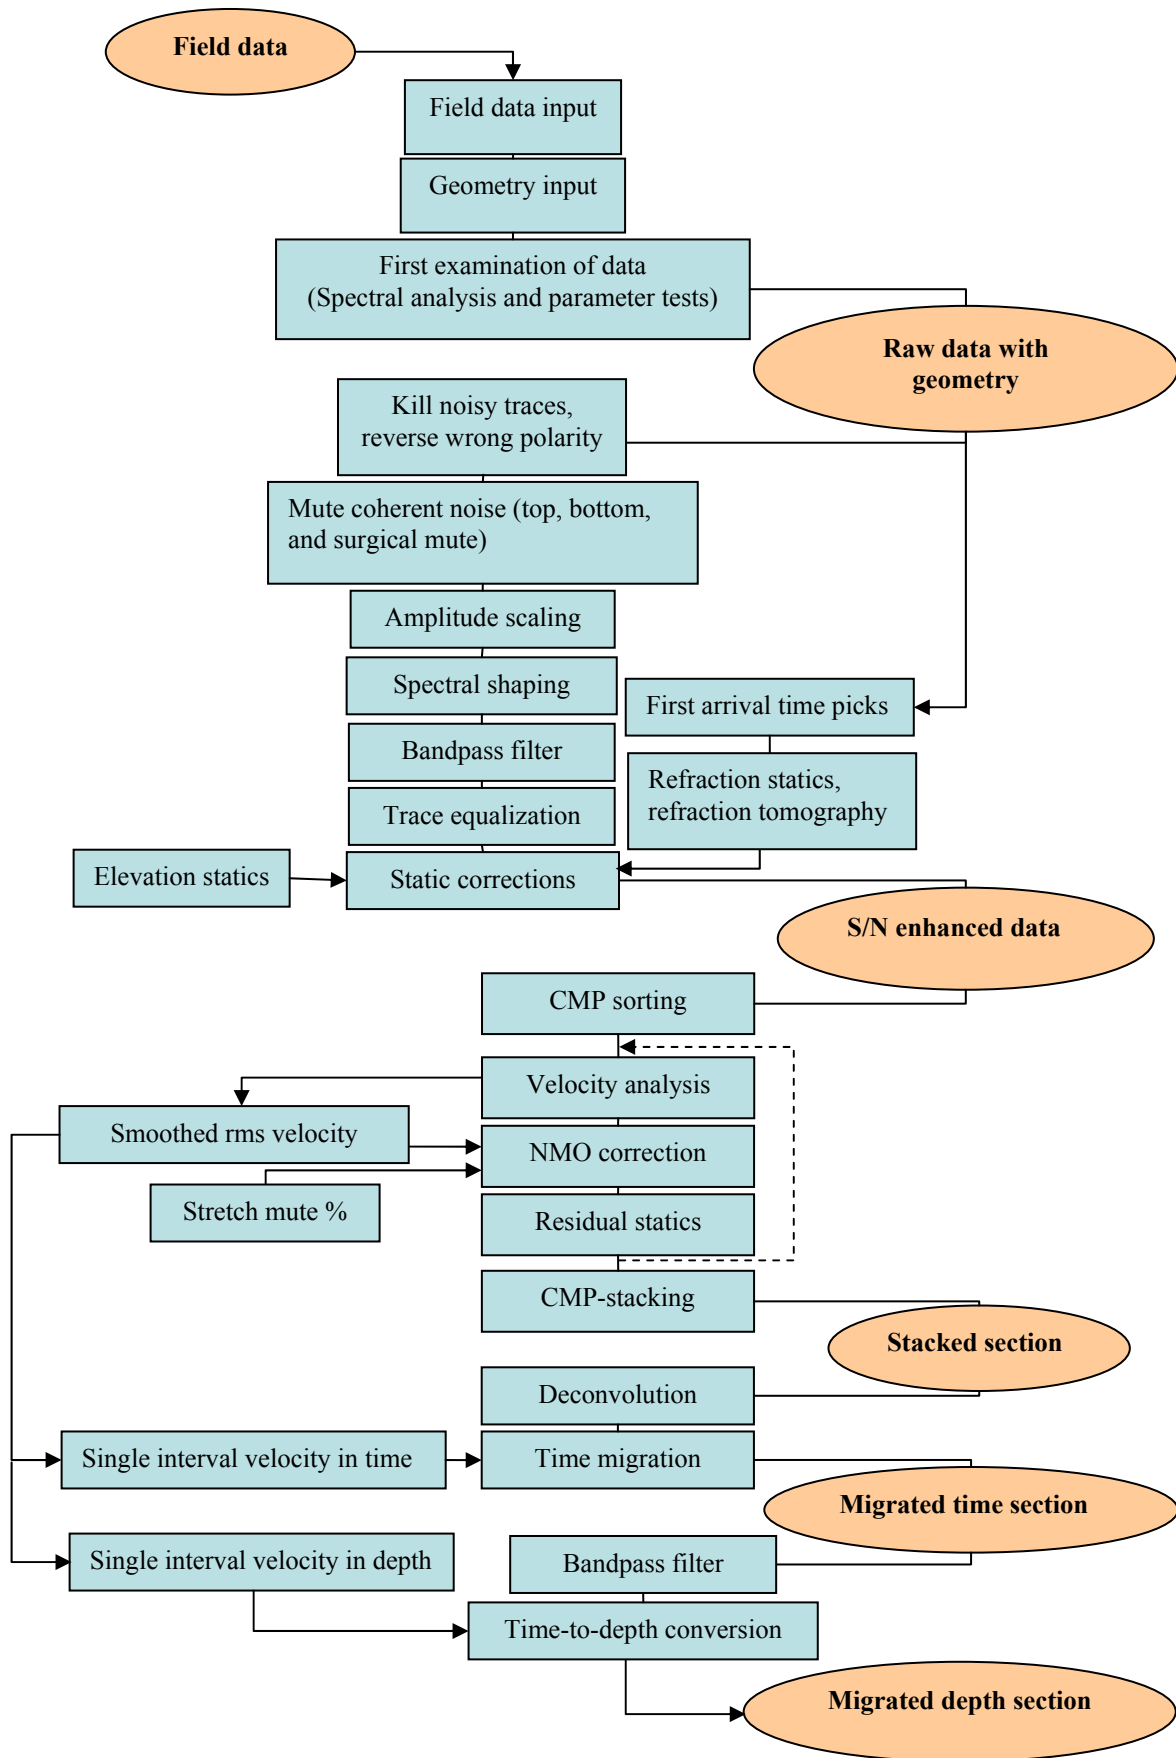 Field data
Field data input
Geometry input
First examination of data
(Spectral analysis and parameter tests)
Raw data with
geometry
Kill noisy traces,
reverse wrong polarity
Mute coherent noise (top, bottom,
and surgical mute)
Amplitude scaling
Spectral shaping
First arrival time picks
Bandpass filter
Refraction statics,
refraction tomography
Trace equalization
Elevation statics
Static corrections
S/N enhanced data
CMP sorting
Velocity analysis
Smoothed rms velocity
NMO correction
Stretch mute %
Residual statics
CMP-stacking
Stacked section
Deconvolution
Single interval velocity in time
Time migration
Migrated time section
Single interval velocity in depth
Bandpass filter
Time-to-depth conversion
Migrated depth section